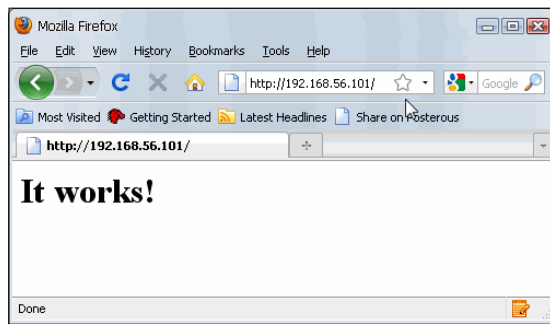 Mozilla Firefox
File Edit View History Bookmarks Tools Help
http://192.168.56.101/ Google
Most Visited Getting Started Latest Headlines Share on Posterous
http://192.168.56.101/
It works!
Done